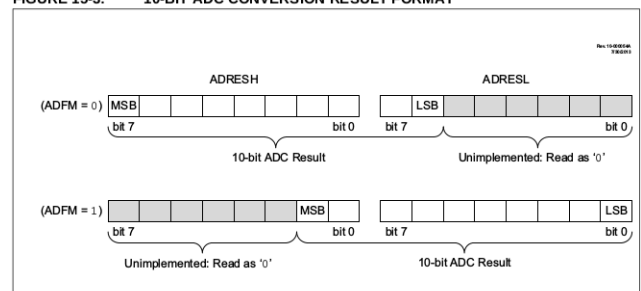 FIGURE 15-3: 10-BIT ADC CONVERSION RESULT FORMAT
ADRESH ADRESL
(ADFM = 0) MSB LSB
bit 7 bit 0 bit 7 bit 0
10-bit ADC Result Unimplemented: Read as ‘0’
(ADFM = 1) MSB LSB
bit 7 bit 0 bit 7 bit 0
Unimplemented: Read as ‘0’ 10-bit ADC Result